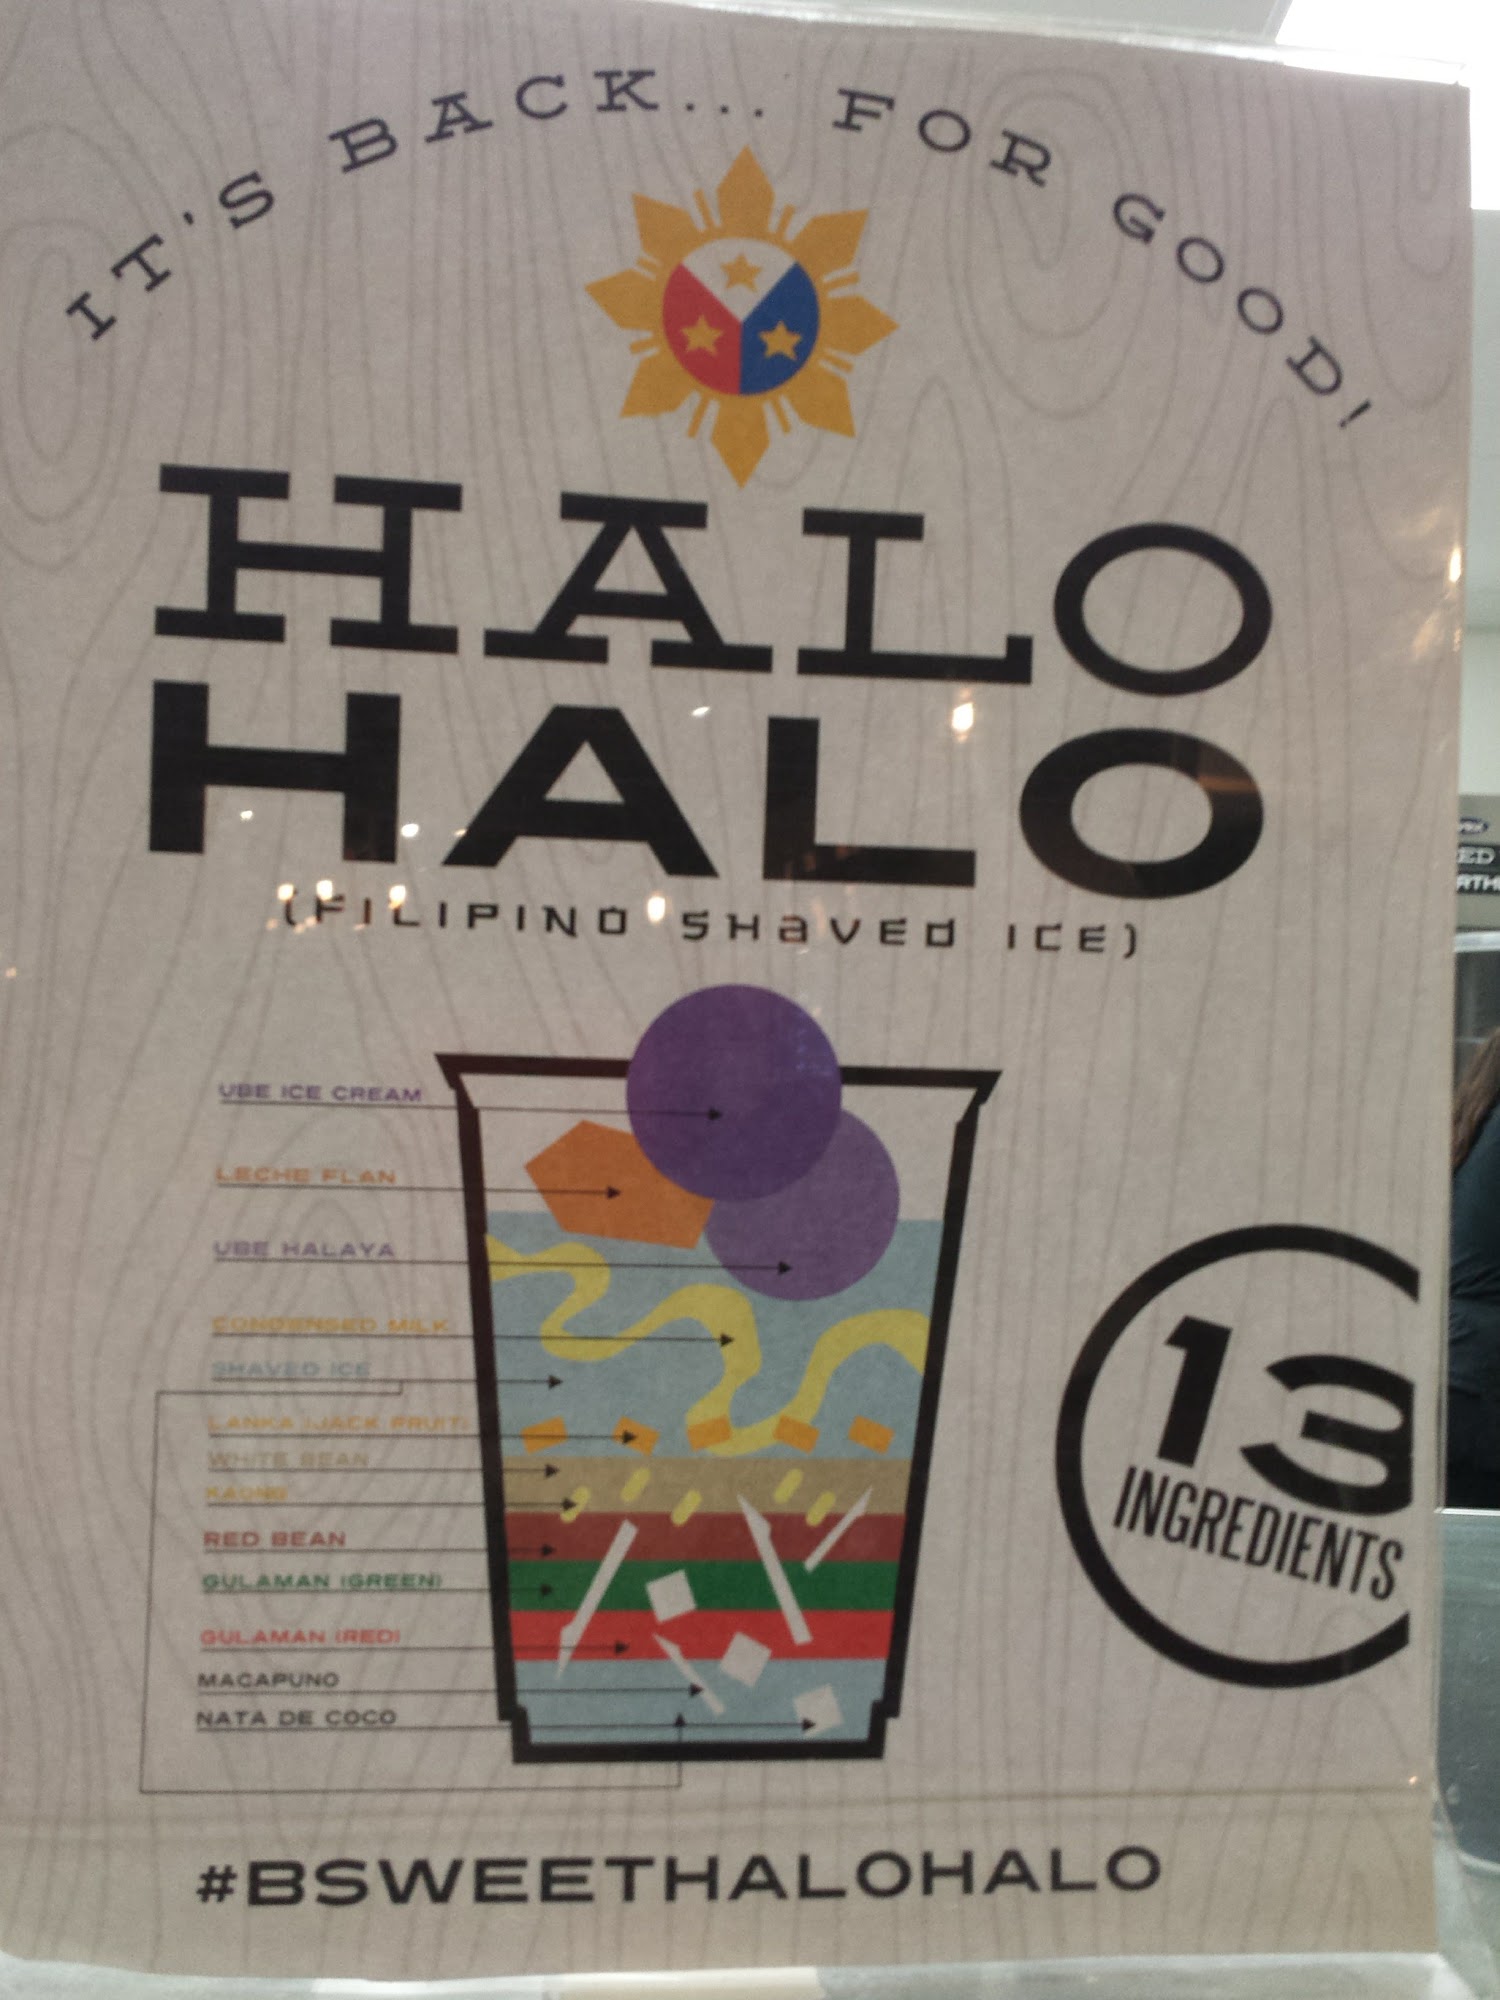 IT'S BACK... FOR GOOD!
HALO
HALO
(FILIPINO SHAVED ICE)
UBE ICE CREAM
LECHE FLAN
UBE HALAYA
CONDENSED MILK
SHAVED ICE
LANKA (JACK FRUIT)
WHITE BEAN
KAONG
RED BEAN
GULAMAN (GREEN)
GULAMAN (RED)
MACAPUNO
NATA DE COCO
13
INGREDIENTS
#BSWEETHALOHALO